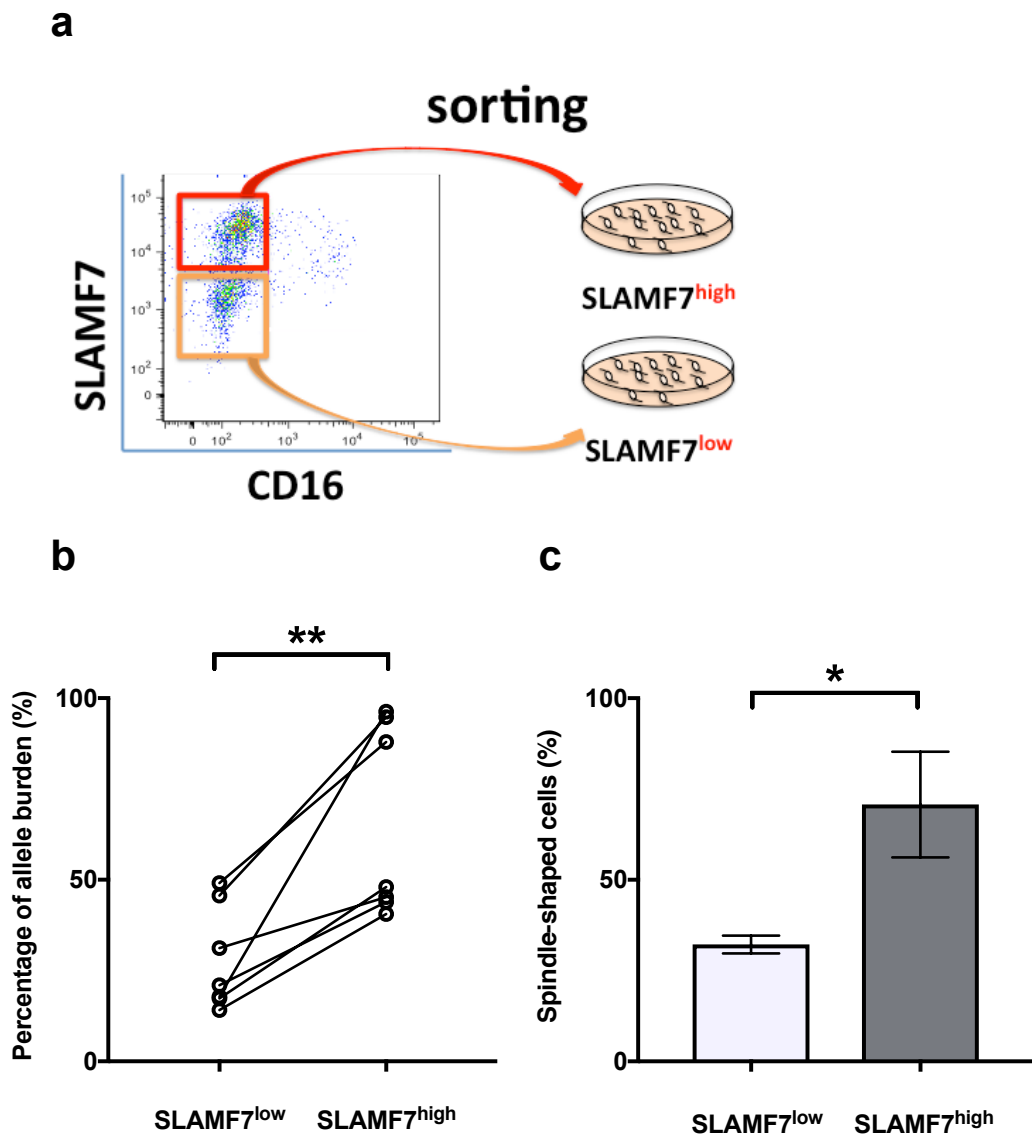 a
sorting
SLAMF7
10⁵
10⁴
10³
10²
0
0 10² 10³ 10⁴ 10⁵
CD16
SLAMF7ʰⁱᵍʰ
SLAMF7ˡᵒʷ
b
**
Percentage of allele burden (%)
100
50
0
SLAMF7ˡᵒʷ SLAMF7ʰⁱᵍʰ
c
*
Spindle-shaped cells (%)
100
50
0
SLAMF7ˡᵒʷ SLAMF7ʰⁱᵍʰ